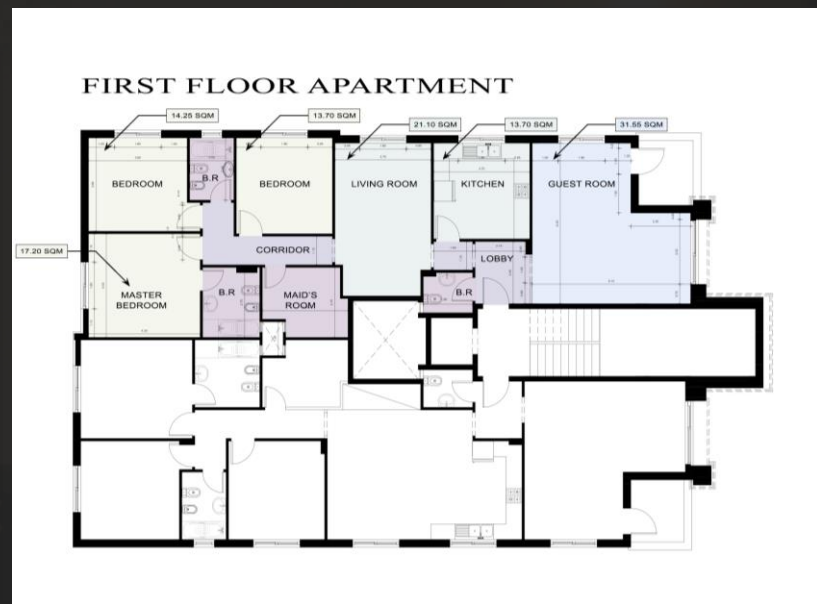 FIRST FLOOR APARTMENT
14.25 SQM
13.70 SQM
21.10 SQM
13.70 SQM
31.55 SQM
BEDROOM
B.R
BEDROOM
LIVING ROOM
KITCHEN
GUEST ROOM
17.20 SQM
CORRIDOR
LOBBY
MASTER
BEDROOM
B.R
MAID'S
ROOM
B.R